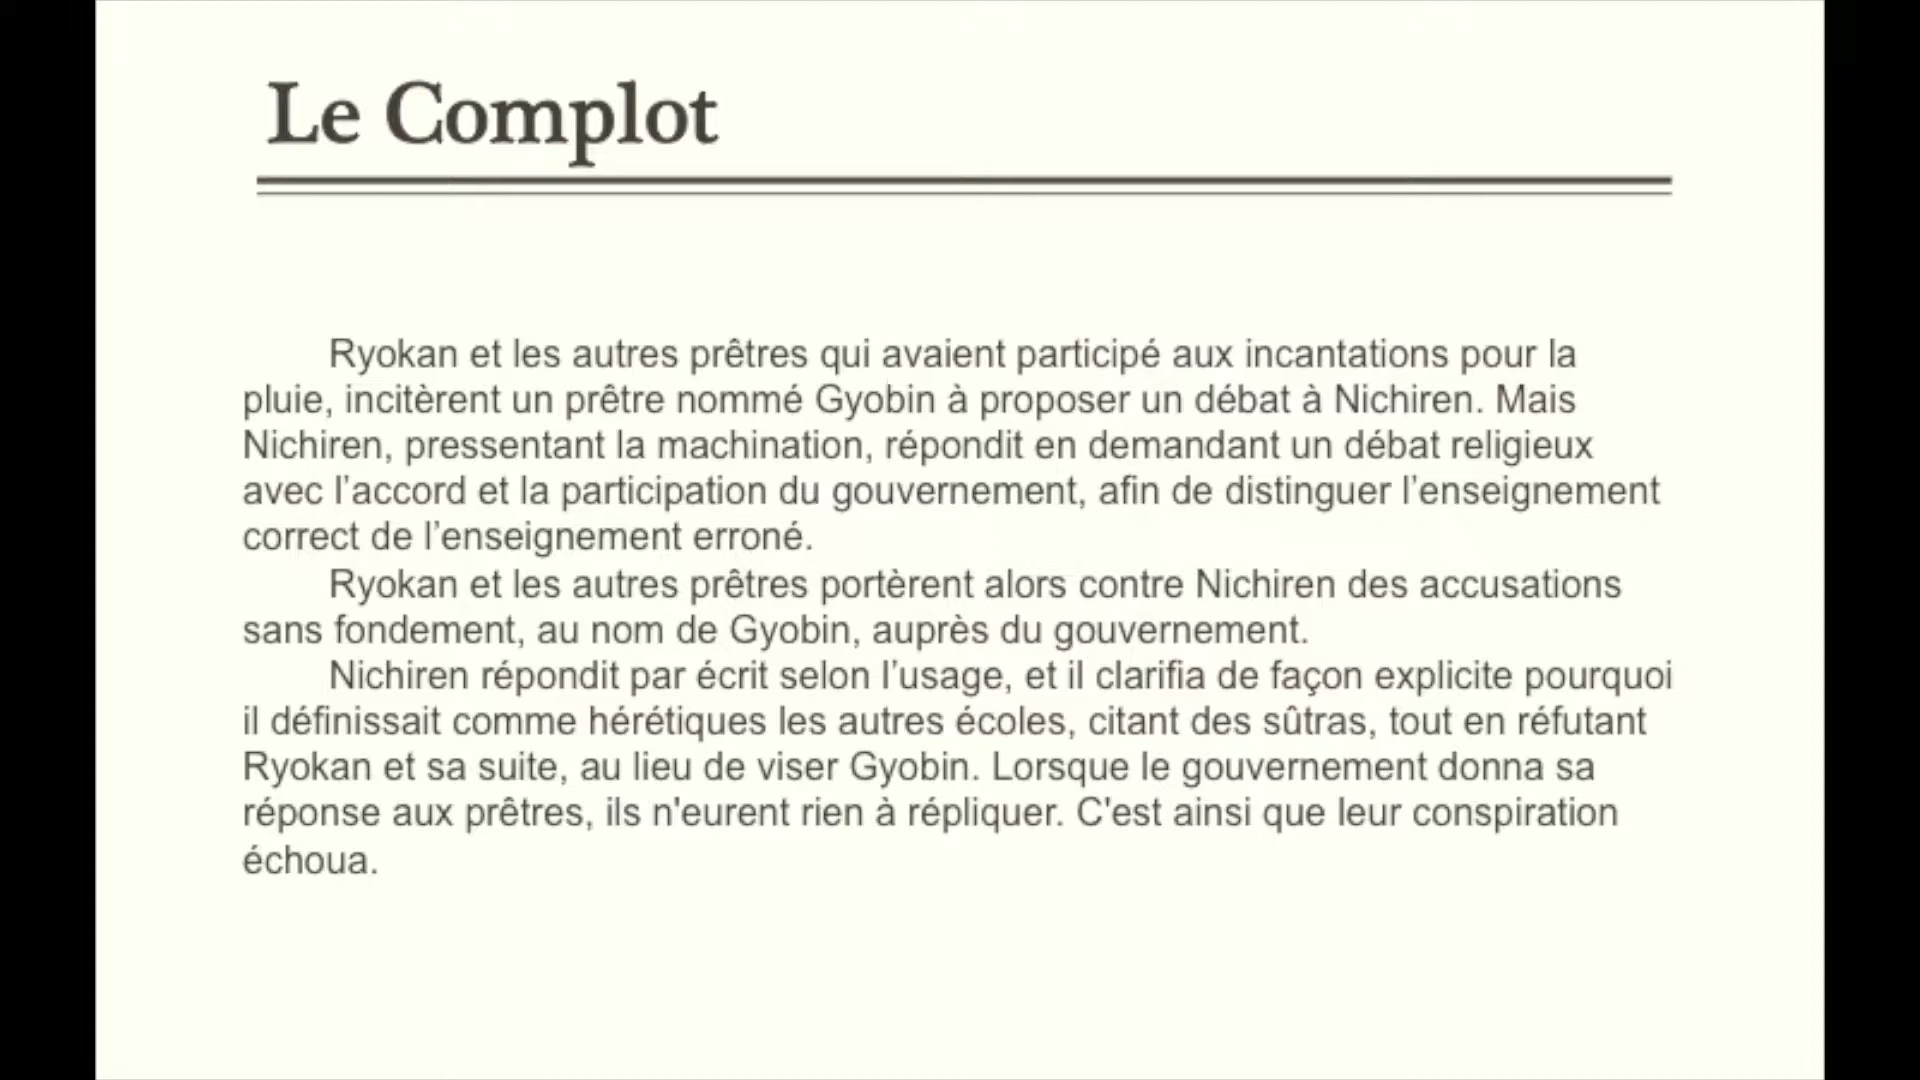 Le Complot
Ryokan et les autres prêtres qui avaient participé aux incantations pour la
pluie, incitèrent un prêtre nommé Gyobin à proposer un débat à Nichiren. Mais
Nichiren, pressentant la machination, répondit en demandant un débat religieux
avec l’accord et la participation du gouvernement, afin de distinguer l’enseignement
correct de l’enseignement erroné.
Ryokan et les autres prêtres portèrent alors contre Nichiren des accusations
sans fondement, au nom de Gyobin, auprès du gouvernement.
Nichiren répondit par écrit selon l’usage, et il clarifia de façon explicite pourquoi
il définissait comme hérétiques les autres écoles, citant des sûtras, tout en réfutant
Ryokan et sa suite, au lieu de viser Gyobin. Lorsque le gouvernement donna sa
réponse aux prêtres, ils n'eurent rien à répliquer. C'est ainsi que leur conspiration
échoua.